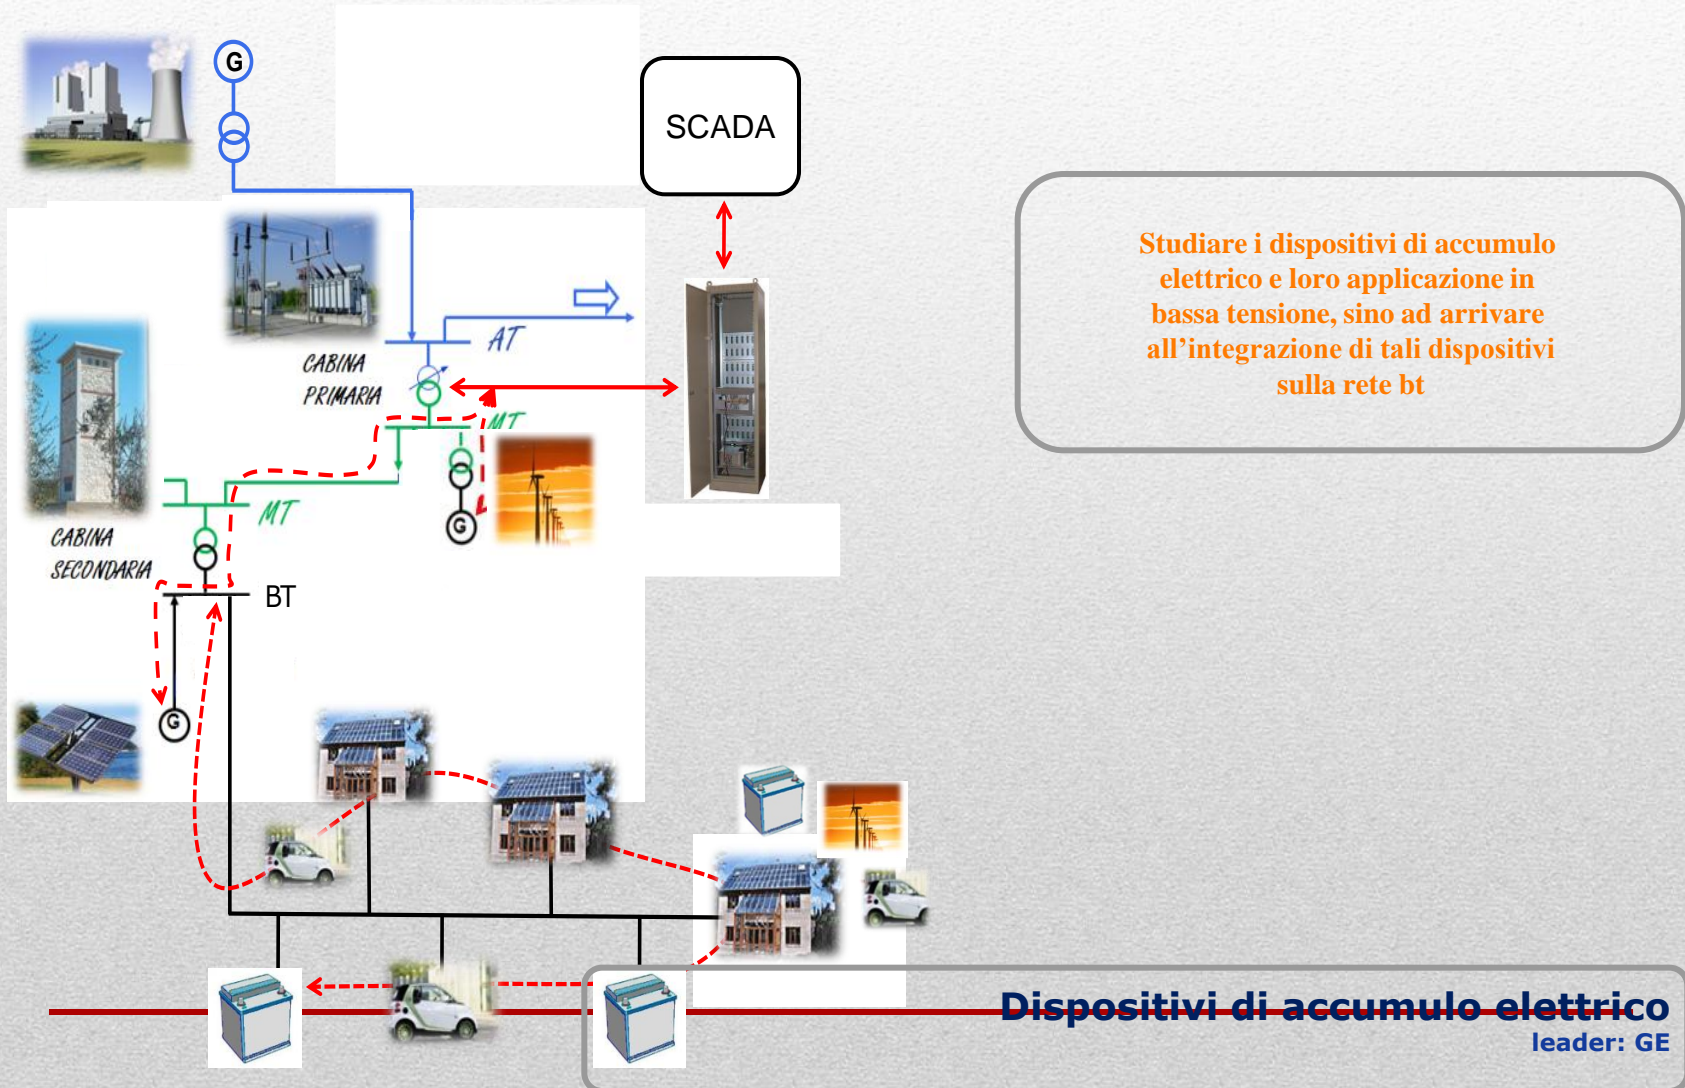 G
SCADA
Studiare i dispositivi di accumulo
elettrico e loro applicazione in
bassa tensione, sino ad arrivare
all’integrazione di tali dispositivi
sulla rete bt
AT
CABINA
PRIMARIA
MT
G
MT
CABINA
SECONDARIA
BT
G
Dispositivi di accumulo elettrico
leader: GE